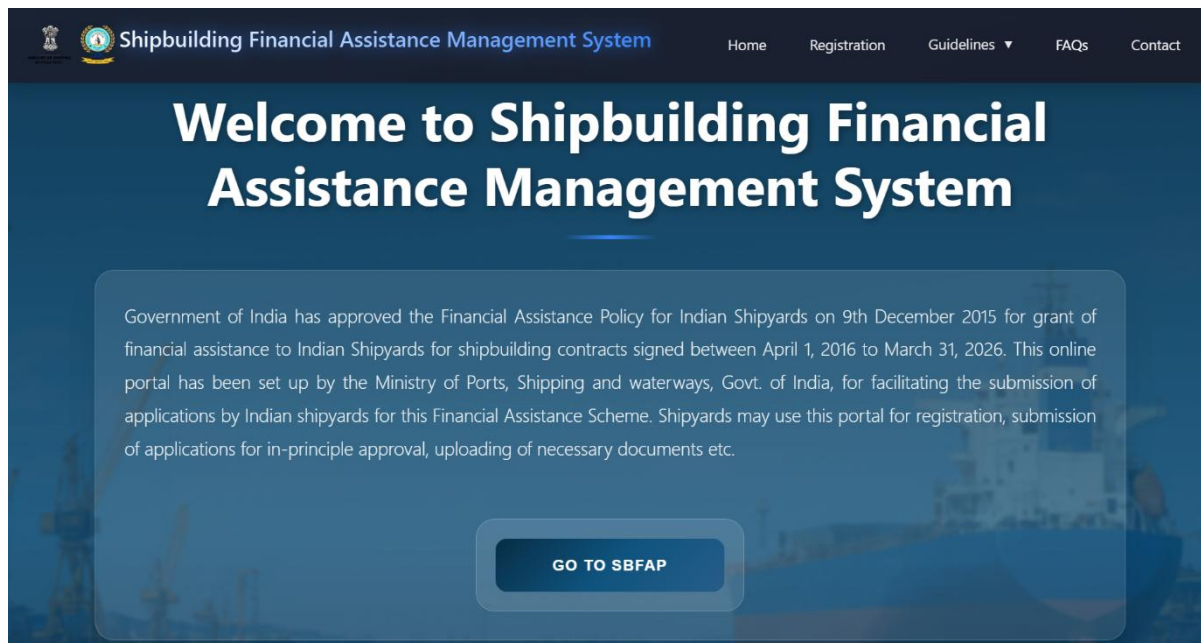 Shipbuilding Financial Assistance Management System
Home
Registration
Guidelines ▼
FAQs
Contact
Welcome to Shipbuilding Financial
Assistance Management System
Government of India has approved the Financial Assistance Policy for Indian Shipyards on 9th December 2015 for grant of
financial assistance to Indian Shipyards for shipbuilding contracts signed between April 1, 2016 to March 31, 2026. This online
portal has been set up by the Ministry of Ports, Shipping and waterways, Govt. of India, for facilitating the submission of
applications by Indian shipyards for this Financial Assistance Scheme. Shipyards may use this portal for registration, submission
of applications for in-principle approval, uploading of necessary documents etc.
GO TO SBFAP